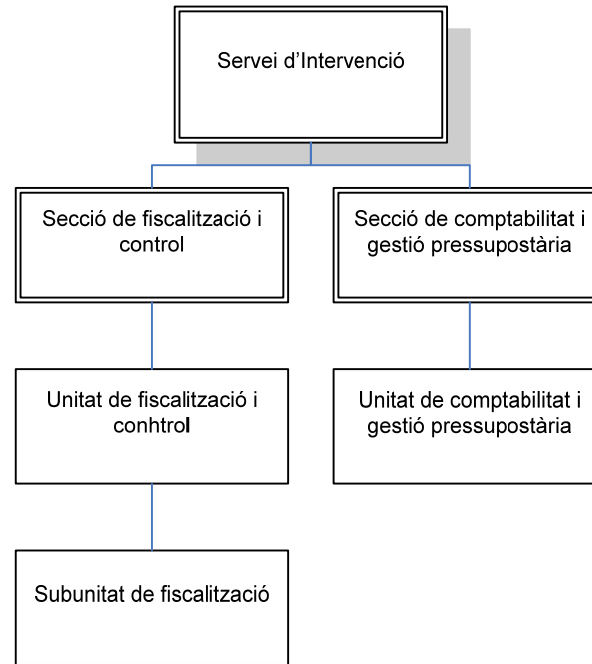 Servei d’Intervenció
Secció de fiscalització i
control
Secció de comptabilitat i
gestió pressupostària
Unitat de fiscalització i
conhtrol
Unitat de comptabilitat i
gestió pressupostària
Subunitat de fiscalització